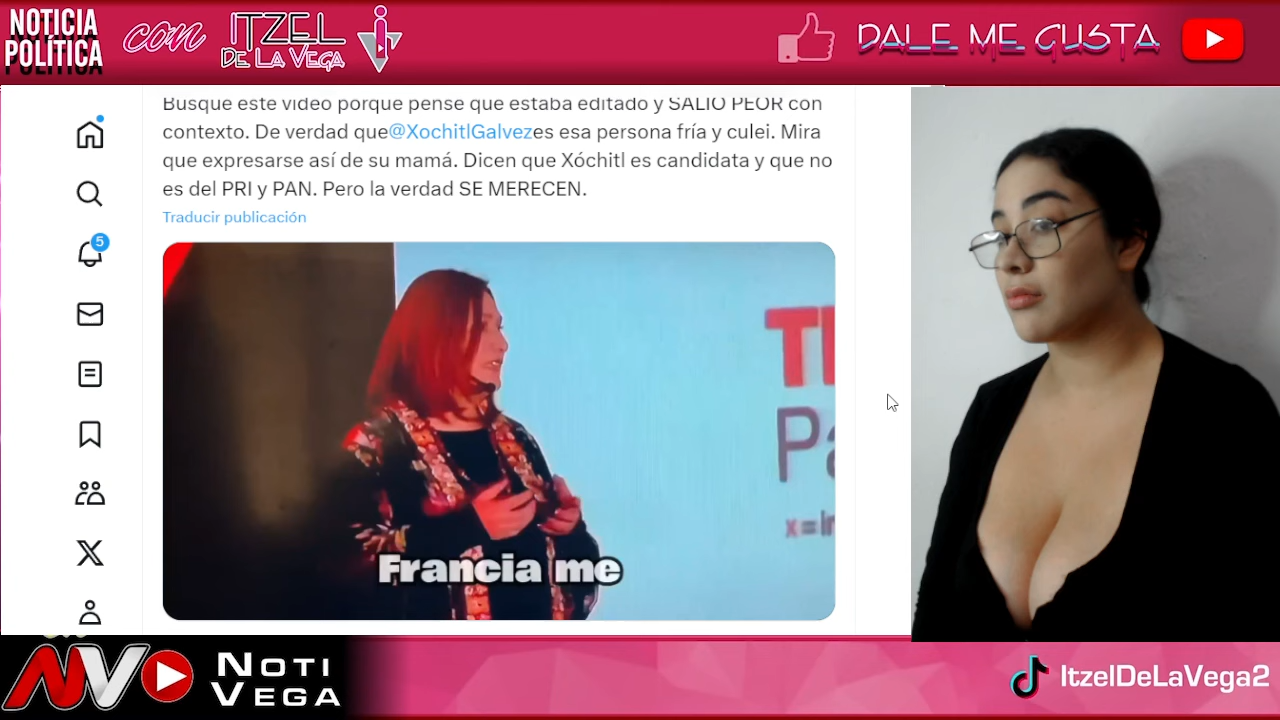 NOTICIA
POLÍTICA
con
ITZEL
DE LA VEGA
DALE ME GUSTA
Busque este video porque pense que estaba editado y SALIO PEOR con
contexto. De verdad que@XochitlGalvezes esa persona fría y culei. Mira
que expresarse así de su mamá. Dicen que Xóchitl es candidata y que no
es del PRI y PAN. Pero la verdad SE MERECEN.
Traducir publicación
5
Francia me
NV
NOTI
VEGA
ItzelDeLaVega2